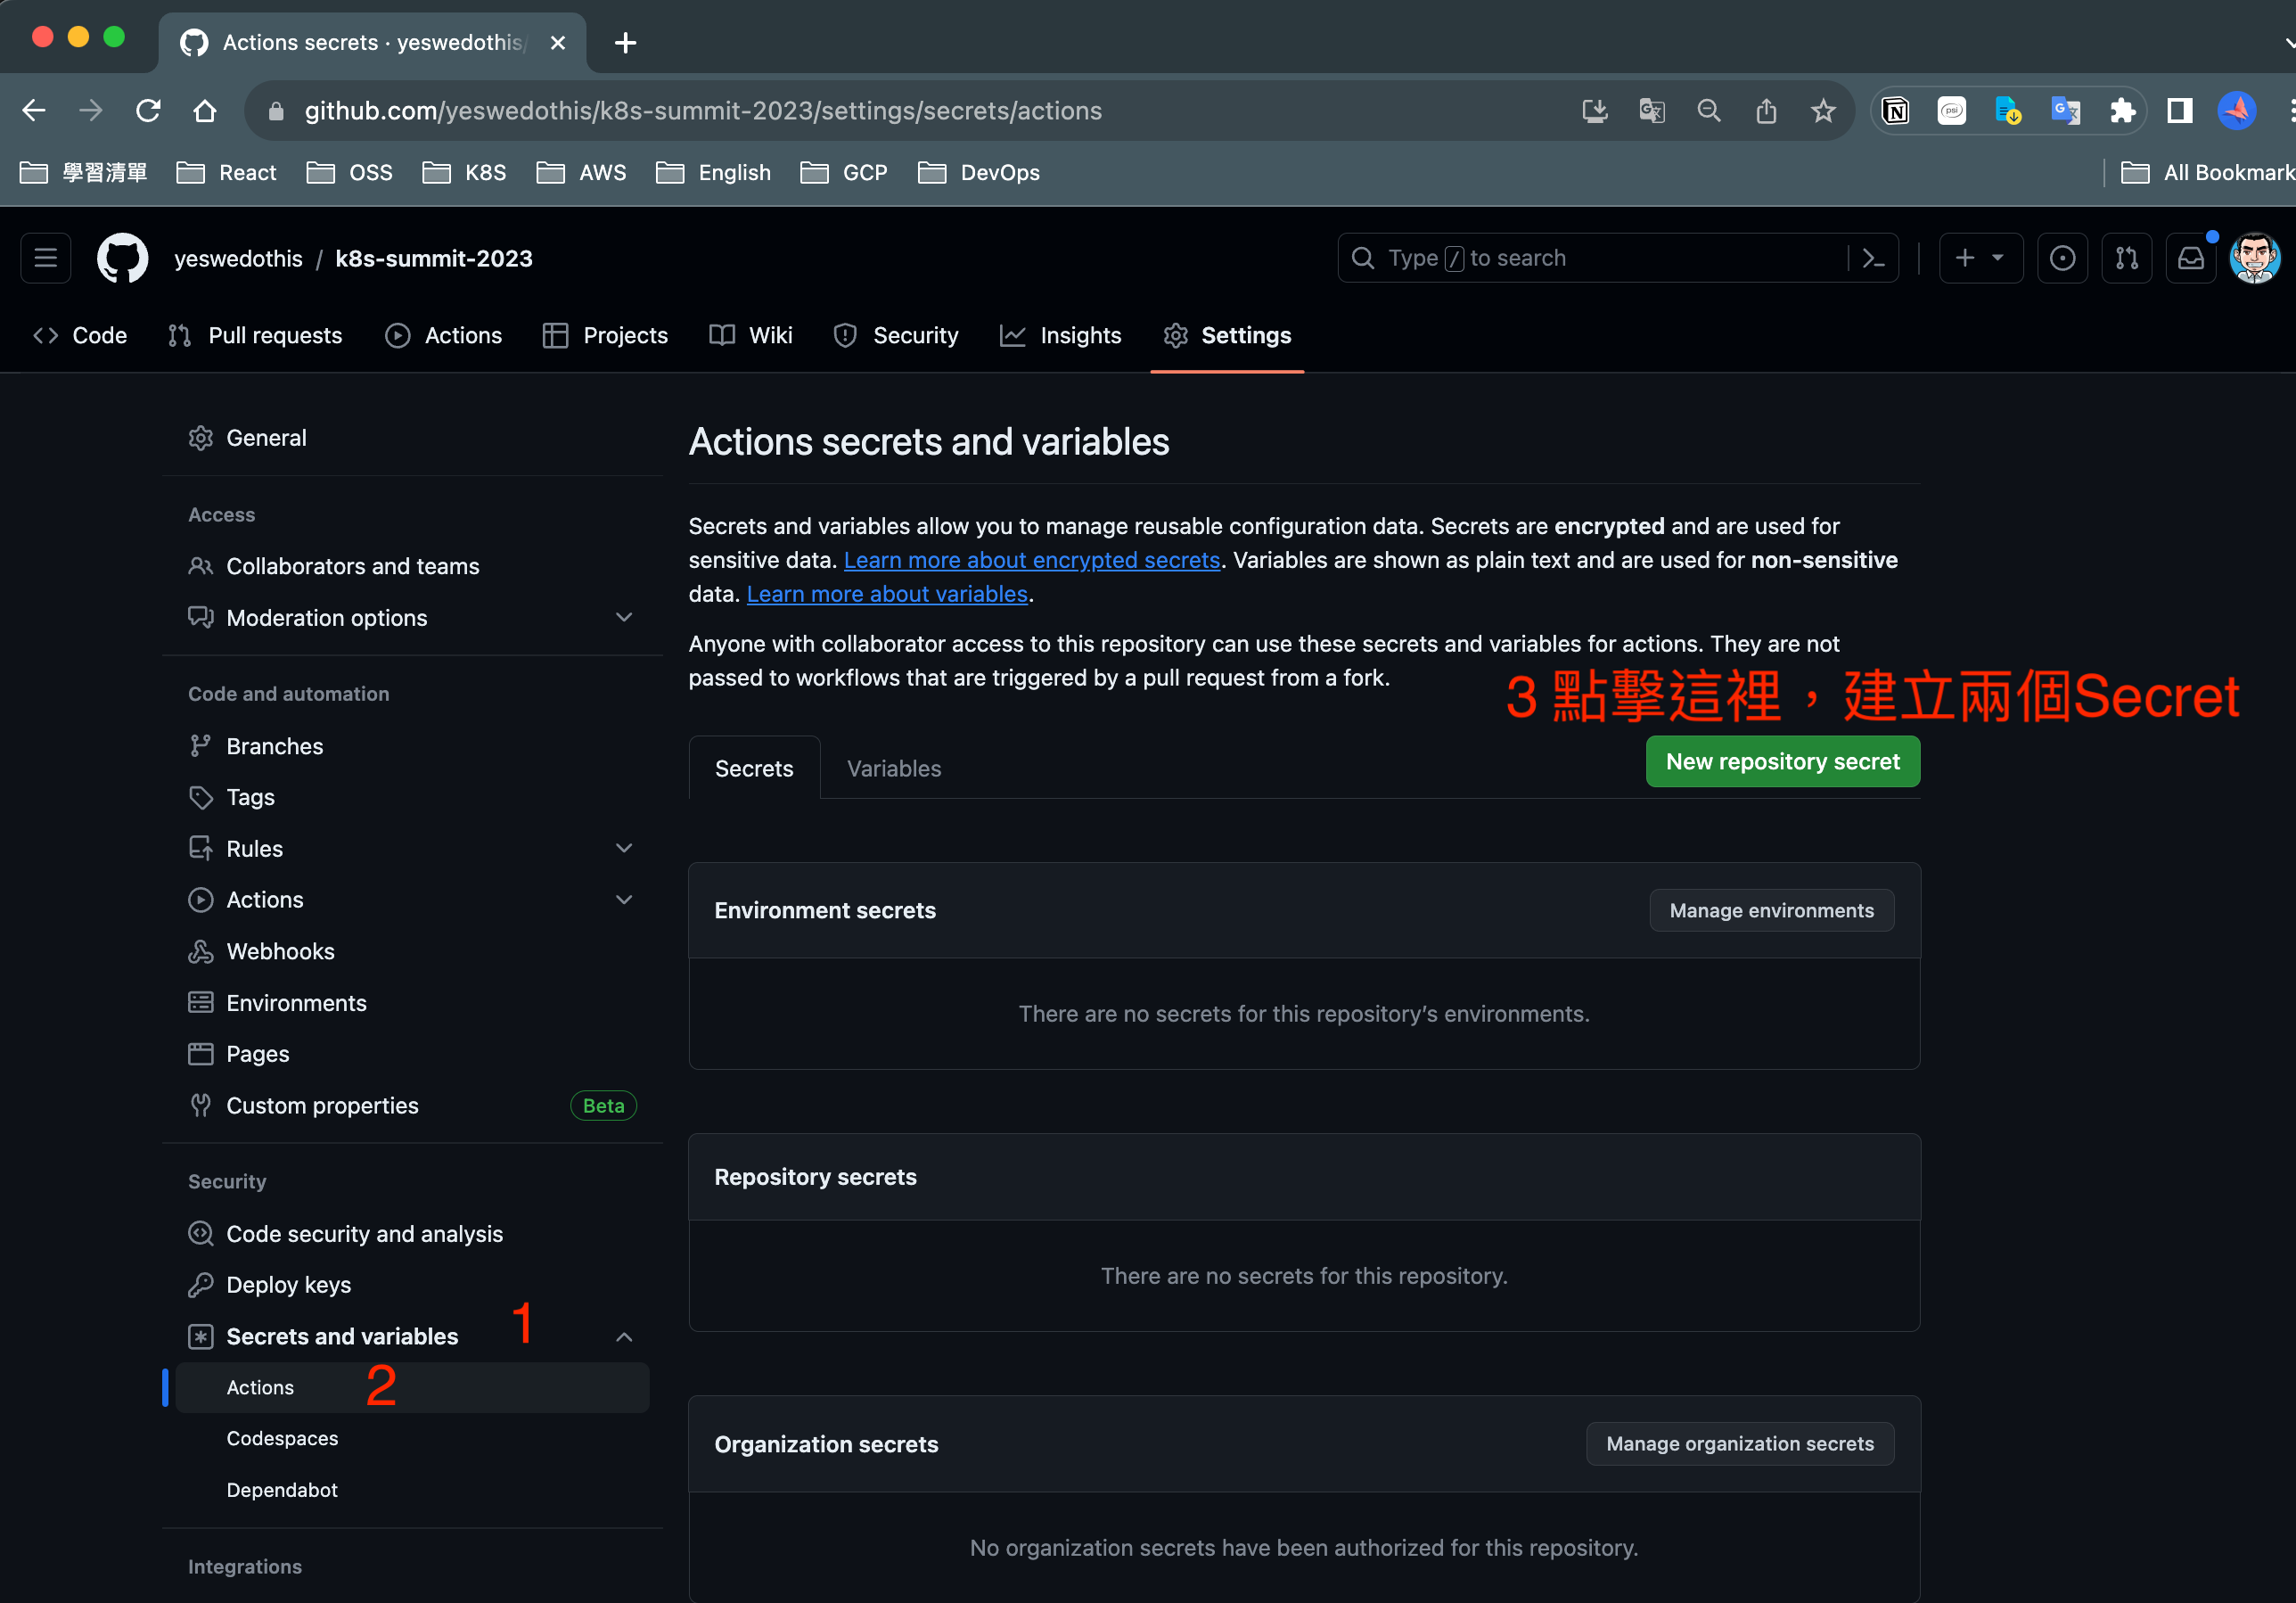 Actions secrets · yeswedothis/
github.com/yeswedothis/k8s-summit-2023/settings/secrets/actions
學習清單 React OSS K8S AWS English GCP DevOps All Bookmark
yeswedothis / k8s-summit-2023
Type / to search
Code Pull requests Actions Projects Wiki Security Insights Settings
General
Access
Collaborators and teams
Moderation options
Code and automation
Branches
Tags
Rules
Actions
Webhooks
Environments
Pages
Custom properties Beta
Security
Code security and analysis
Deploy keys
Secrets and variables 1
Actions 2
Codespaces
Dependabot
Integrations
Actions secrets and variables
Secrets and variables allow you to manage reusable configuration data. Secrets are encrypted and are used for
sensitive data. Learn more about encrypted secrets. Variables are shown as plain text and are used for non-sensitive
data. Learn more about variables.
Anyone with collaborator access to this repository can use these secrets and variables for actions. They are not
passed to workflows that are triggered by a pull request from a fork.
3 點擊這裡，建立兩個Secret
Secrets Variables New repository secret
Environment secrets Manage environments
There are no secrets for this repository’s environments.
Repository secrets
There are no secrets for this repository.
Organization secrets Manage organization secrets
No organization secrets have been authorized for this repository.